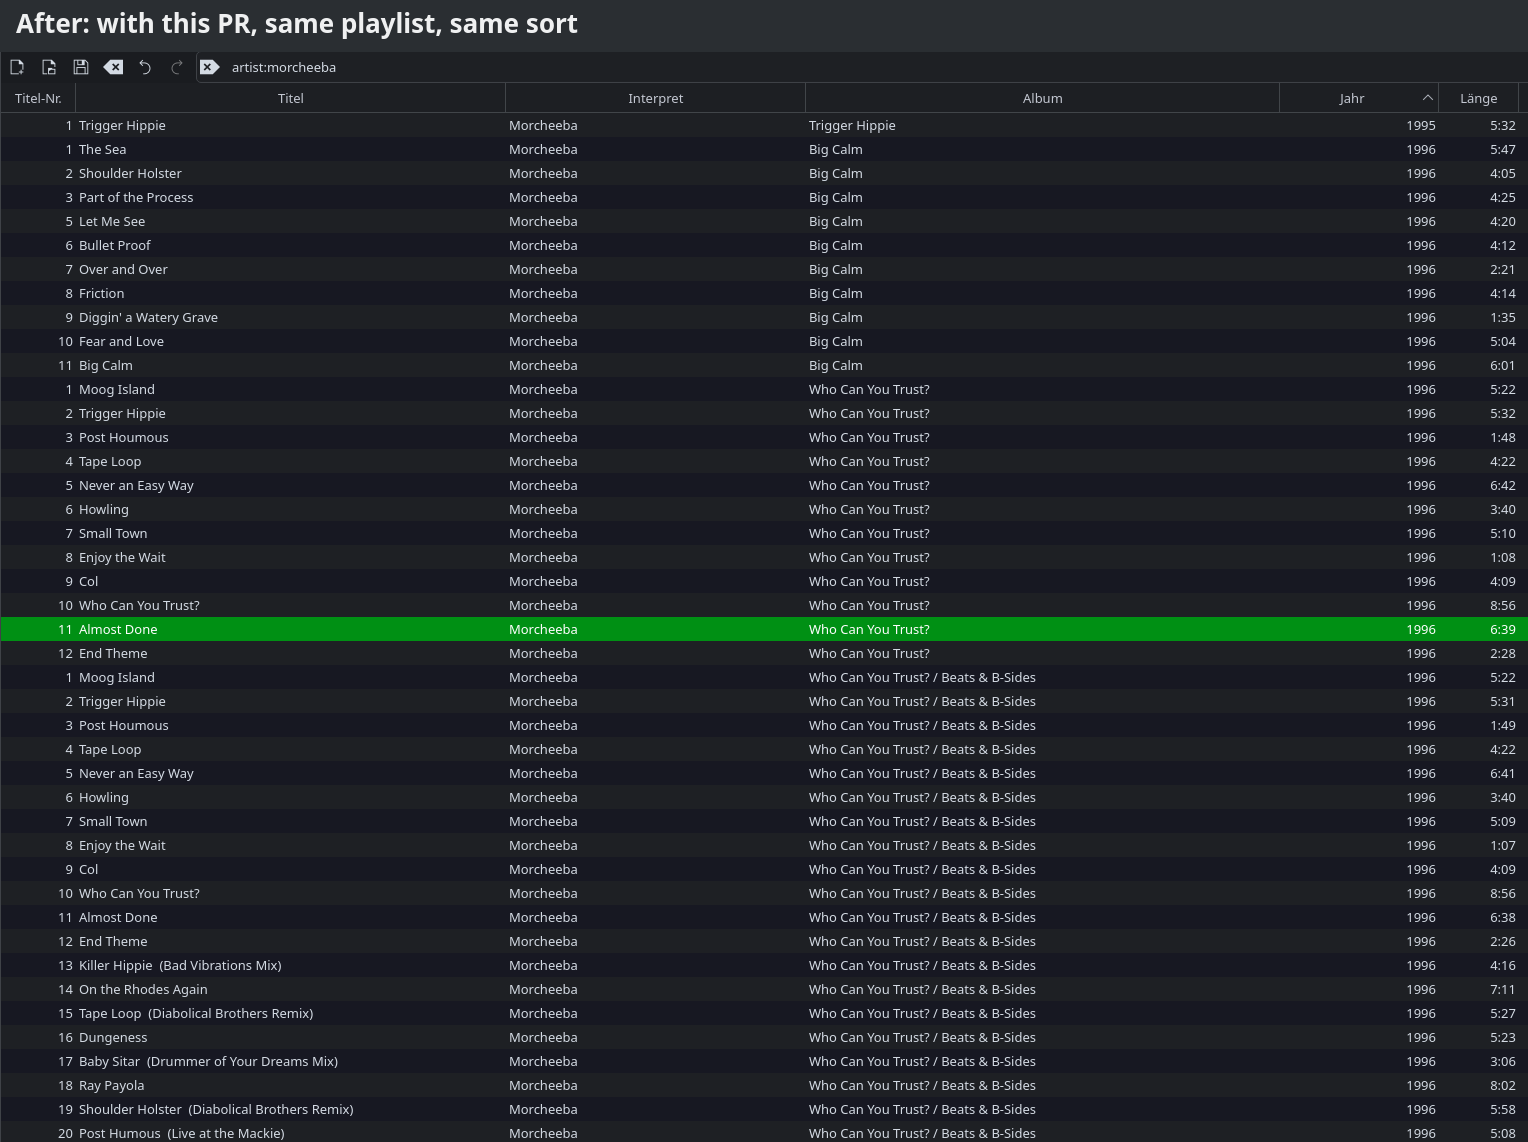 After: with this PR, same playlist, same sort
artist:morcheeba
Titel-Nr. Titel Interpret Album Jahr Länge
1 Trigger Hippie Morcheeba Trigger Hippie 1995 5:32
1 The Sea Morcheeba Big Calm 1996 5:47
2 Shoulder Holster Morcheeba Big Calm 1996 4:05
3 Part of the Process Morcheeba Big Calm 1996 4:25
5 Let Me See Morcheeba Big Calm 1996 4:20
6 Bullet Proof Morcheeba Big Calm 1996 4:12
7 Over and Over Morcheeba Big Calm 1996 2:21
8 Friction Morcheeba Big Calm 1996 4:14
9 Diggin' a Watery Grave Morcheeba Big Calm 1996 1:35
10 Fear and Love Morcheeba Big Calm 1996 5:04
11 Big Calm Morcheeba Big Calm 1996 6:01
1 Moog Island Morcheeba Who Can You Trust? 1996 5:22
2 Trigger Hippie Morcheeba Who Can You Trust? 1996 5:32
3 Post Houmous Morcheeba Who Can You Trust? 1996 1:48
4 Tape Loop Morcheeba Who Can You Trust? 1996 4:22
5 Never an Easy Way Morcheeba Who Can You Trust? 1996 6:42
6 Howling Morcheeba Who Can You Trust? 1996 3:40
7 Small Town Morcheeba Who Can You Trust? 1996 5:10
8 Enjoy the Wait Morcheeba Who Can You Trust? 1996 1:08
9 Col Morcheeba Who Can You Trust? 1996 4:09
10 Who Can You Trust? Morcheeba Who Can You Trust? 1996 8:56
11 Almost Done Morcheeba Who Can You Trust? 1996 6:39
12 End Theme Morcheeba Who Can You Trust? 1996 2:28
1 Moog Island Morcheeba Who Can You Trust? / Beats & B-Sides 1996 5:22
2 Trigger Hippie Morcheeba Who Can You Trust? / Beats & B-Sides 1996 5:31
3 Post Houmous Morcheeba Who Can You Trust? / Beats & B-Sides 1996 1:49
4 Tape Loop Morcheeba Who Can You Trust? / Beats & B-Sides 1996 4:22
5 Never an Easy Way Morcheeba Who Can You Trust? / Beats & B-Sides 1996 6:41
6 Howling Morcheeba Who Can You Trust? / Beats & B-Sides 1996 3:40
7 Small Town Morcheeba Who Can You Trust? / Beats & B-Sides 1996 5:09
8 Enjoy the Wait Morcheeba Who Can You Trust? / Beats & B-Sides 1996 1:07
9 Col Morcheeba Who Can You Trust? / Beats & B-Sides 1996 4:09
10 Who Can You Trust? Morcheeba Who Can You Trust? / Beats & B-Sides 1996 8:56
11 Almost Done Morcheeba Who Can You Trust? / Beats & B-Sides 1996 6:38
12 End Theme Morcheeba Who Can You Trust? / Beats & B-Sides 1996 2:26
13 Killer Hippie (Bad Vibrations Mix) Morcheeba Who Can You Trust? / Beats & B-Sides 1996 4:16
14 On the Rhodes Again Morcheeba Who Can You Trust? / Beats & B-Sides 1996 7:11
15 Tape Loop (Diabolical Brothers Remix) Morcheeba Who Can You Trust? / Beats & B-Sides 1996 5:27
16 Dungeness Morcheeba Who Can You Trust? / Beats & B-Sides 1996 5:23
17 Baby Sitar (Drummer of Your Dreams Mix) Morcheeba Who Can You Trust? / Beats & B-Sides 1996 3:06
18 Ray Payola Morcheeba Who Can You Trust? / Beats & B-Sides 1996 8:02
19 Shoulder Holster (Diabolical Brothers Remix) Morcheeba Who Can You Trust? / Beats & B-Sides 1996 5:58
20 Post Humous (Live at the Mackie) Morcheeba Who Can You Trust? / Beats & B-Sides 1996 5:08